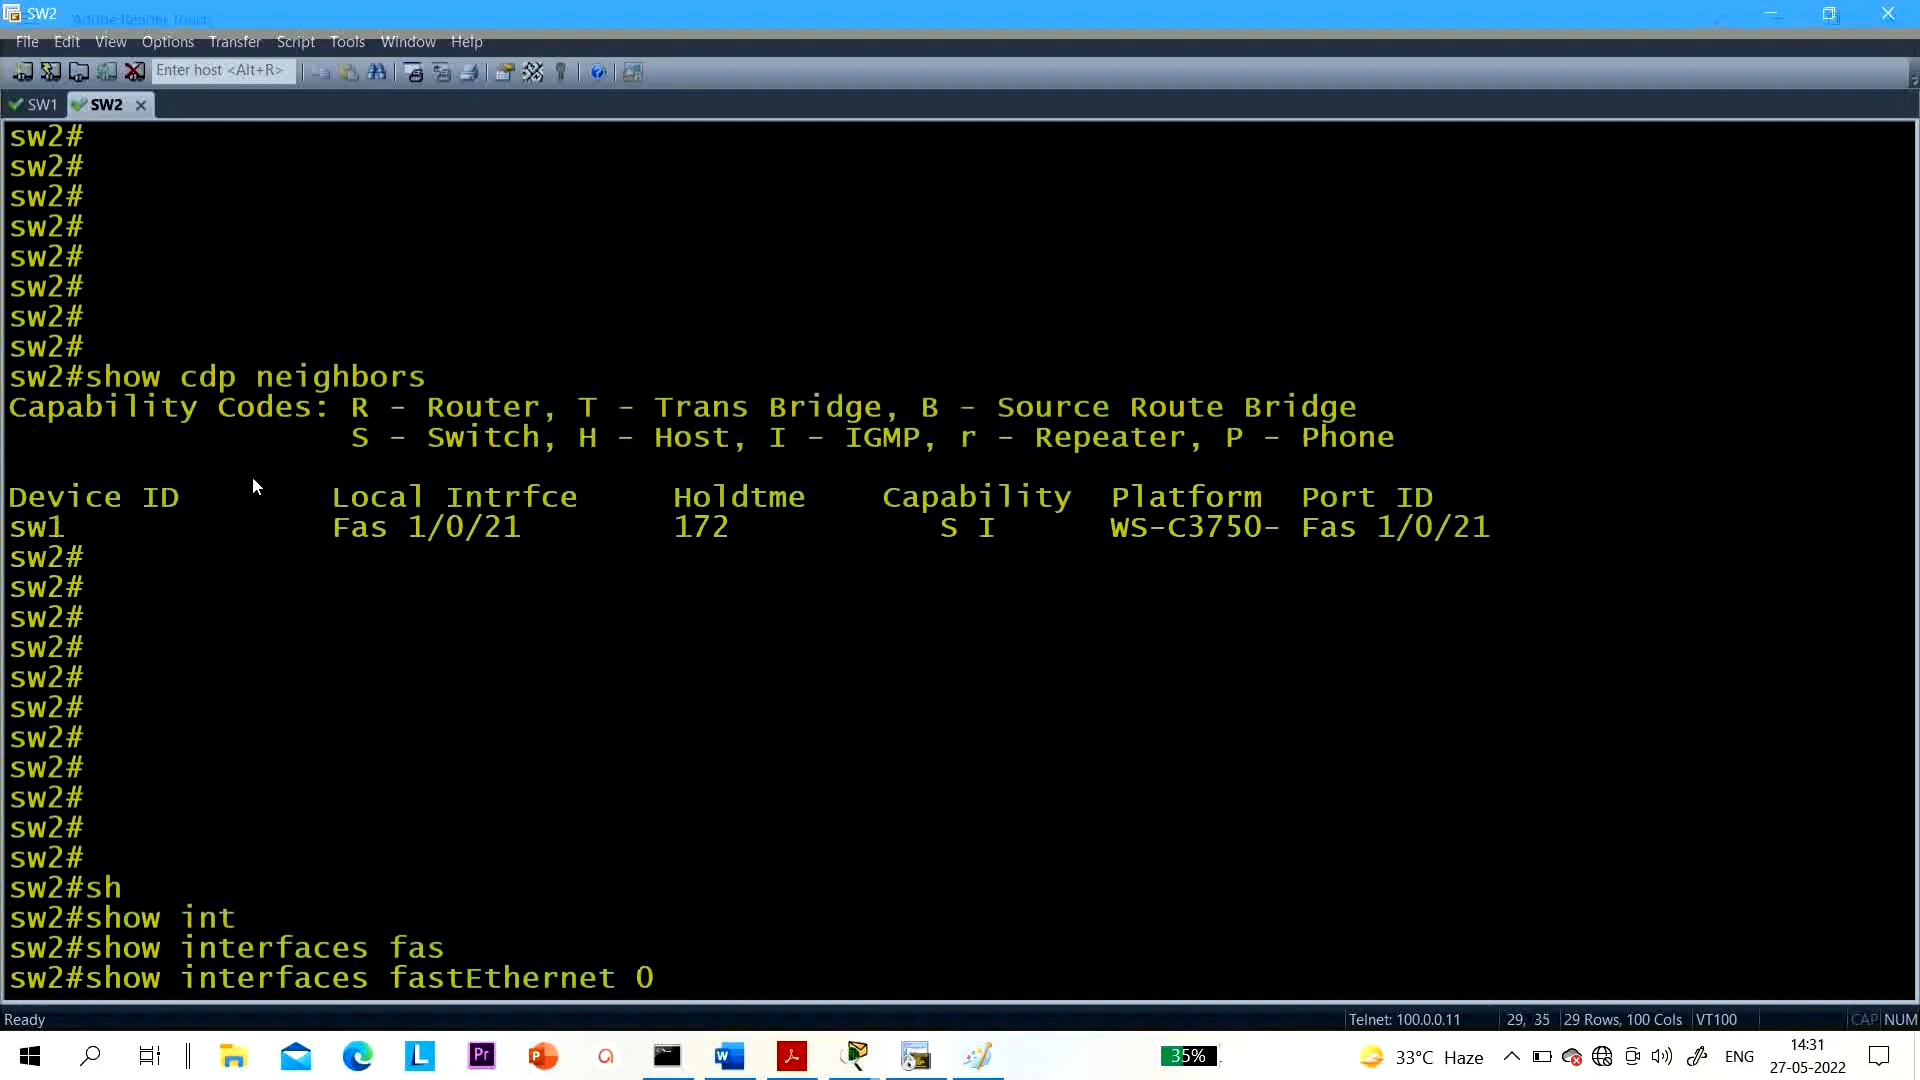 SW2
File Edit View Options Transfer Script Tools Window Help
Enter host <Alt+R>
SW1 SW2
sw2#
sw2#
sw2#
sw2#
sw2#
sw2#
sw2#
sw2#
sw2#show cdp neighbors
Capability Codes: R - Router, T - Trans Bridge, B - Source Route Bridge
S - Switch, H - Host, I - IGMP, r - Repeater, P - Phone
Device ID Local Intrfce Holdtme Capability Platform Port ID
sw1 Fas 1/0/21 172 S I WS-C3750- Fas 1/0/21
sw2#
sw2#
sw2#
sw2#
sw2#
sw2#
sw2#
sw2#
sw2#
sw2#
sw2#
sw2#sh
sw2#show int
sw2#show interfaces fas
sw2#show interfaces fastEthernet 0
Ready Telnet: 100.0.0.11 29, 35 29 Rows, 100 Cols VT100 CAP NUM
L Pr P W 35% 33°C Haze ENG 14:31
27-05-2022